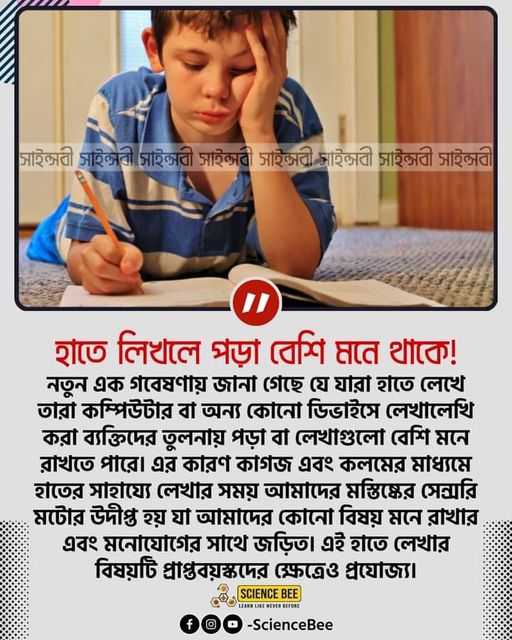 সাইন্সবী সাইন্সবী সাইন্সবী সাইন্সবী সাইন্সবী সাইন্সবী সাইন্সবী সাইন্সবী
হাতে লিখলে পড়া বেশি মনে থাকে!
নতুন এক গবেষণায় জানা গেছে যে যারা হাতে লেখে
তারা কম্পিউটার বা অন্য কোনো ডিভাইসে লেখালেখি
করা ব্যক্তিদের তুলনায় পড়া বা লেখাগুলো বেশি মনে
রাখতে পারে। এর কারণ কাগজ এবং কলমের মাধ্যমে
হাতের সাহায্যে লেখার সময় আমাদের মস্তিষ্কের সেন্সরি
মটোর উদীপ্ত হয় যা আমাদের কোনো বিষয় মনে রাখার
এবং মনোযোগের সাথে জড়িত। এই হাতে লেখার
বিষয়টি প্রাপ্তবয়স্কদের ক্ষেত্রেও প্রযোজ্য।
SCIENCE BEE
LEARN LIKE NEVER BEFORE
-ScienceBee